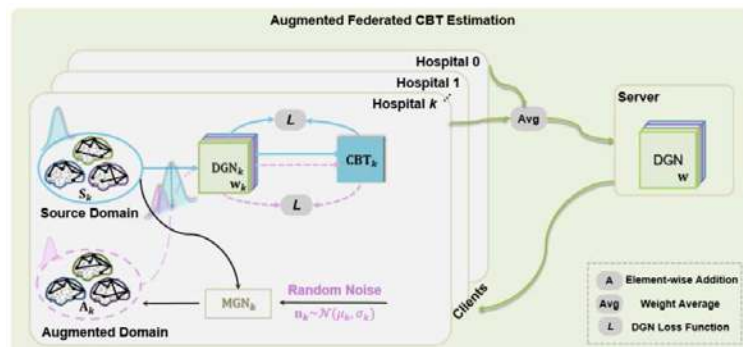 Augmented Federated CBT Estimation
Hospital 0
Hospital 1
Hospital k
Server
L
Avg
DGN
w
DGNₖ
wₖ
CBTₖ
Sₖ
Source Domain
L
Random Noise
MGNₖ
nₖ~𝒩(μₖ, σₖ)
Aₖ
Augmented Domain
Clients
A Element-wise Addition
Avg Weight Average
L DGN Loss Function